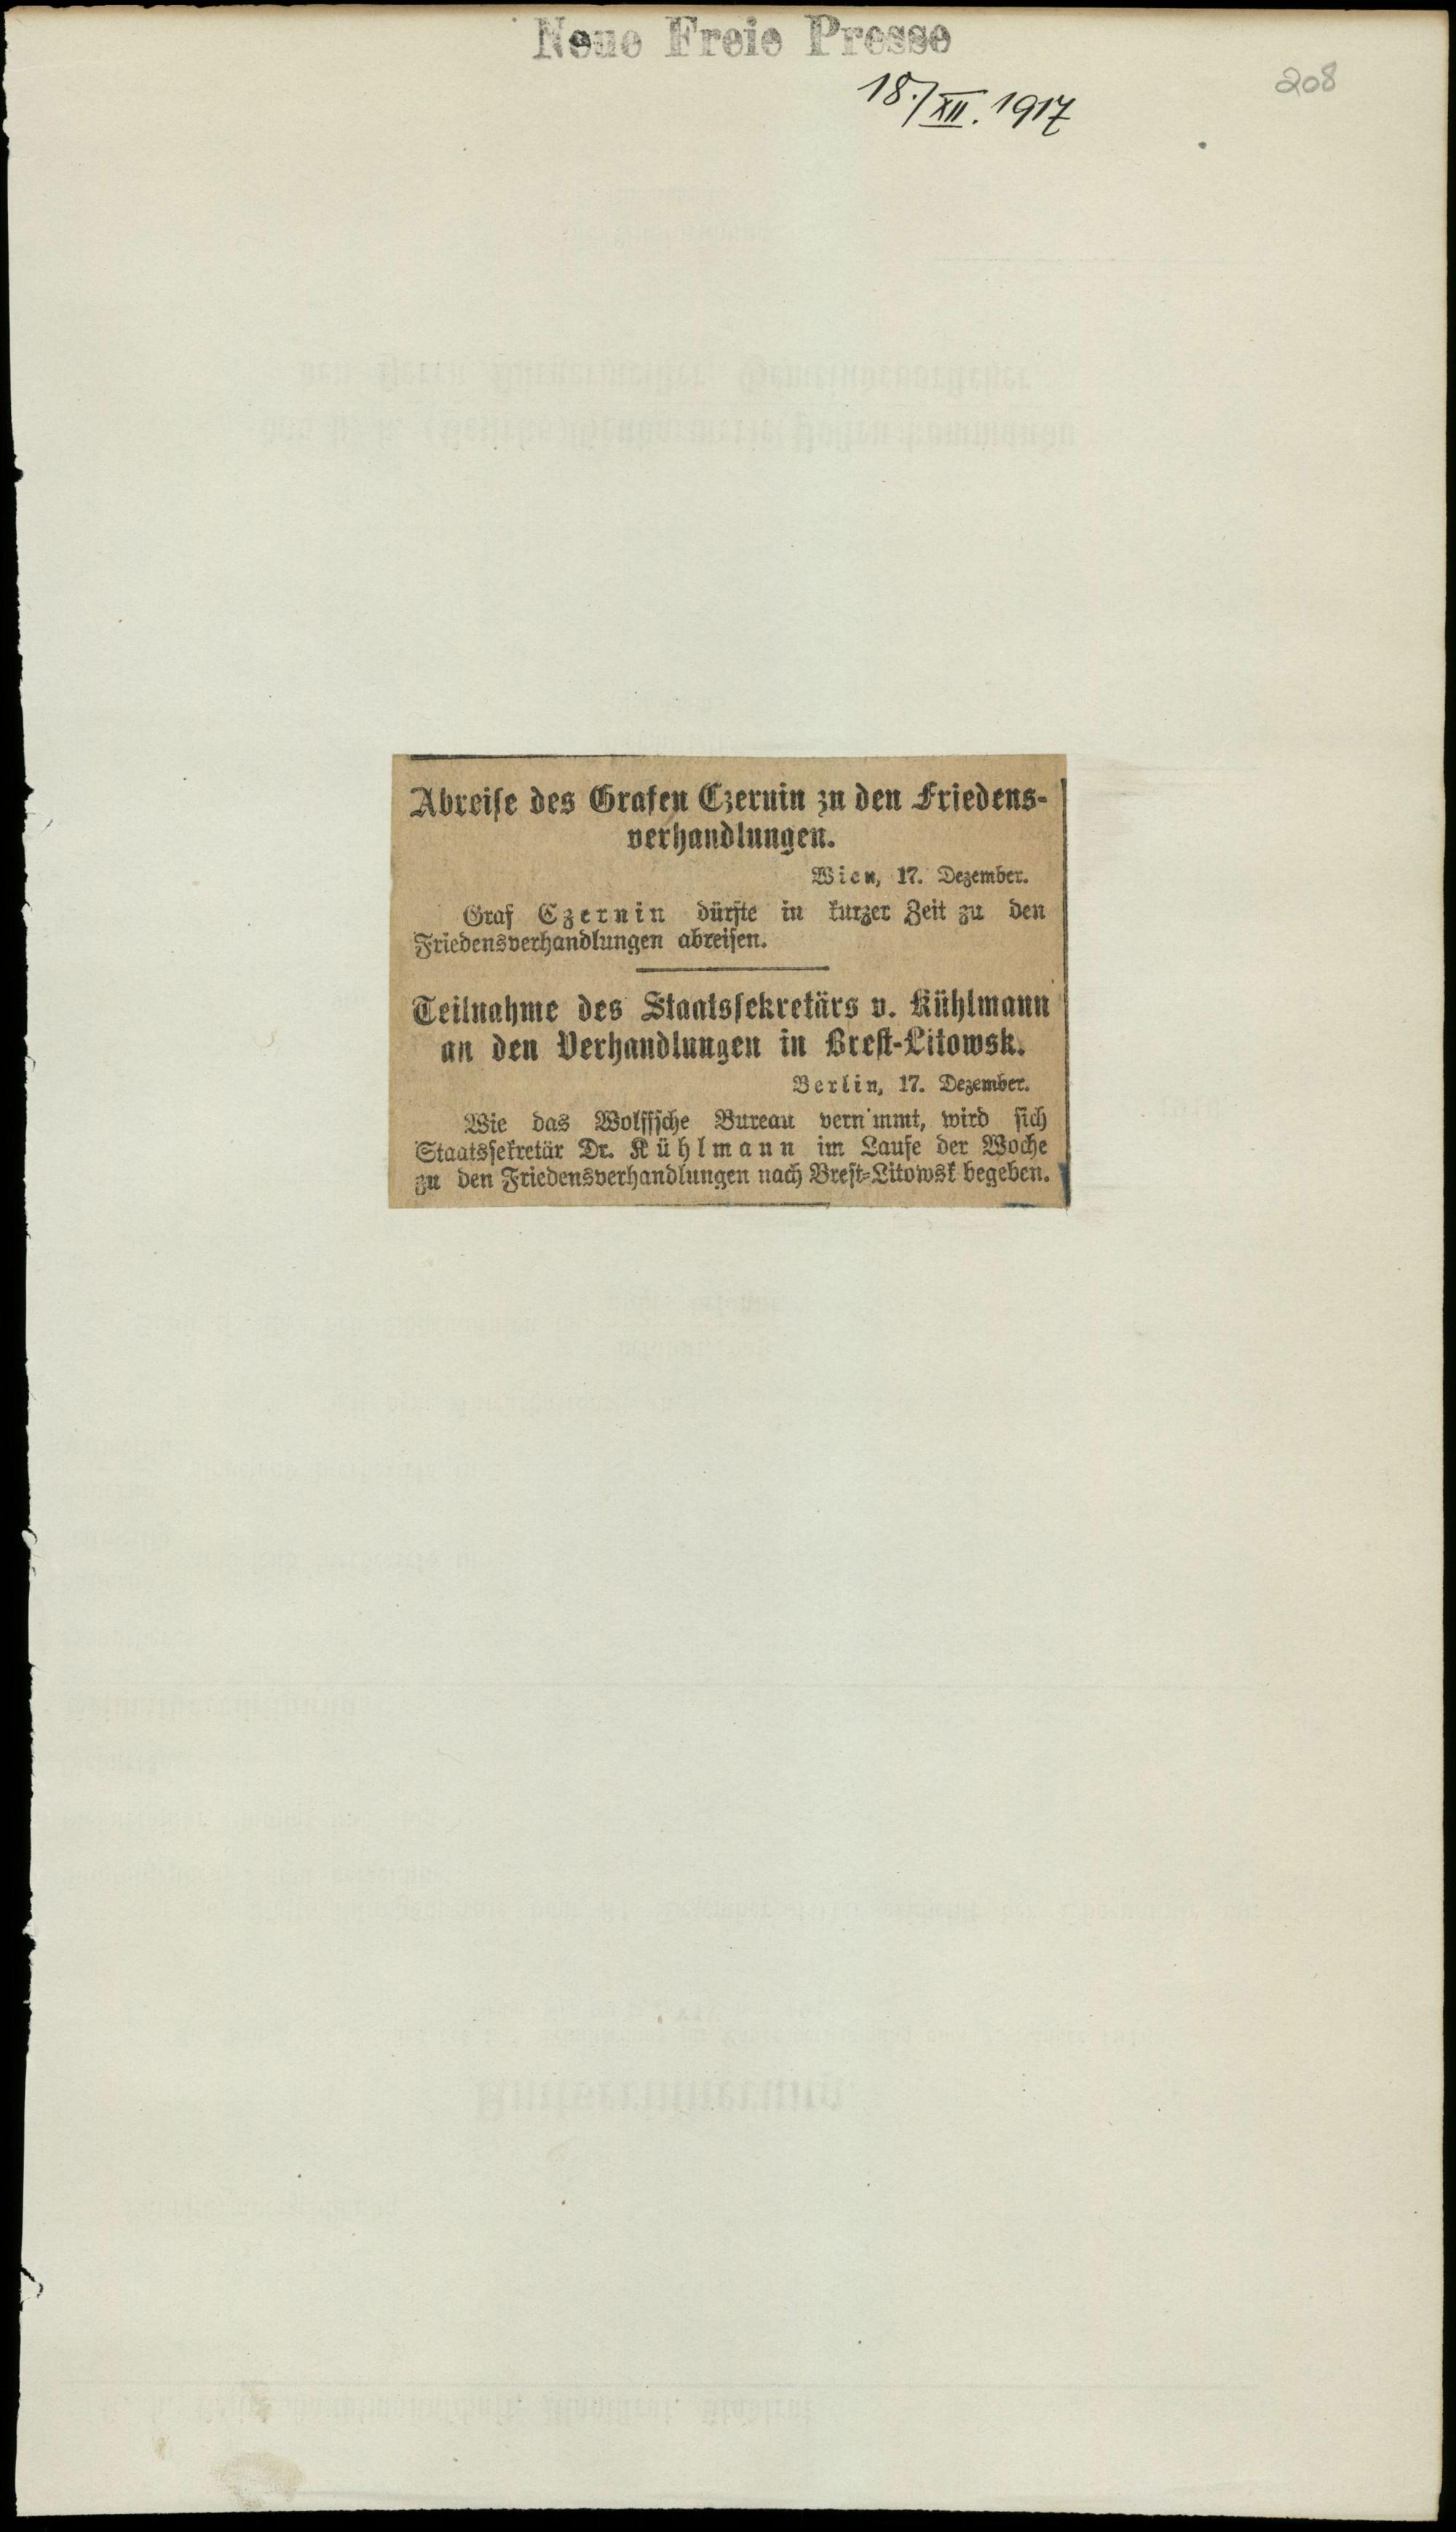 Neue Freie Presse
18./XII. 1917
208
Abreise des Grafen Czernin zu den Friedens-
verhandlungen.
Wien, 17. Dezember.
Graf Czernin dürfte in kurzer Zeit zu den
Friedensverhandlungen abreisen.
Teilnahme des Staatssekretärs v. Kühlmann
an den Verhandlungen in Brest-Litowsk.
Berlin, 17. Dezember.
Wie das Wolffsche Bureau vern mmt, wird sich
Staatssekretär Dr. Kühlmann im Laufe der Woche
zu den Friedensverhandlungen nach Brest-Litowsk begeben.